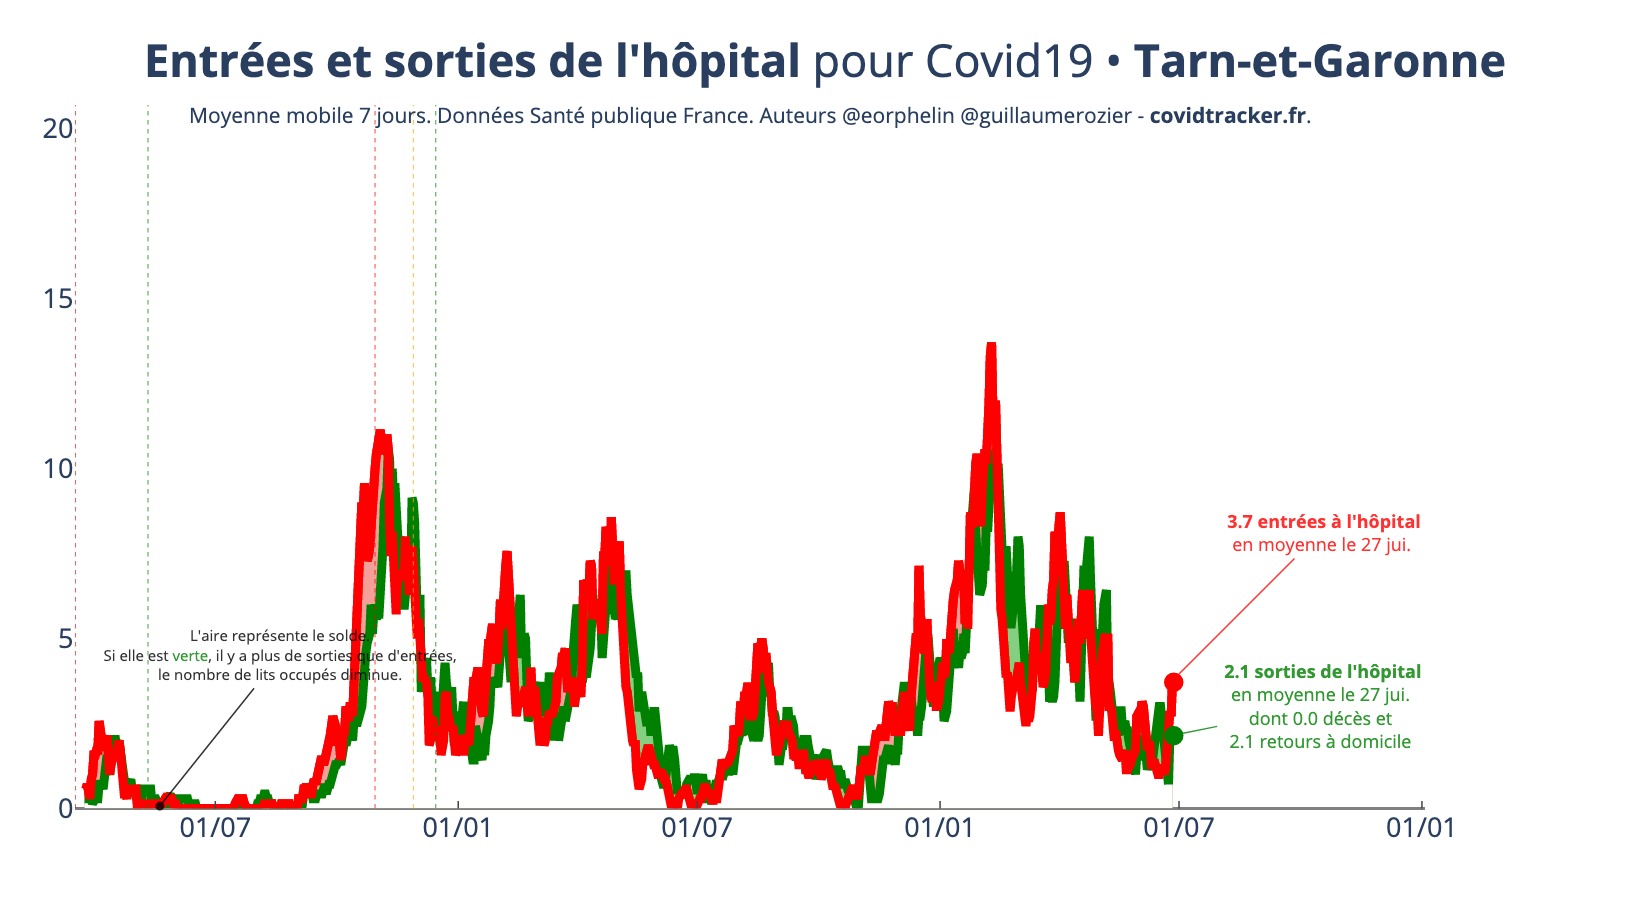 Entrées et sorties de l'hôpital pour Covid19 • Tarn-et-Garonne
Moyenne mobile 7 jours. Données Santé publique France. Auteurs @eorphelin @guillaumerozier - covidtracker.fr.
20
15
10
5
0
L'aire représente le solde.
Si elle est verte, il y a plus de sorties que d'entrées,
le nombre de lits occupés diminue.
3.7 entrées à l'hôpital
en moyenne le 27 jui.
2.1 sorties de l'hôpital
en moyenne le 27 jui.
dont 0.0 décès et
2.1 retours à domicile
01/07
01/01
01/07
01/01
01/07
01/01